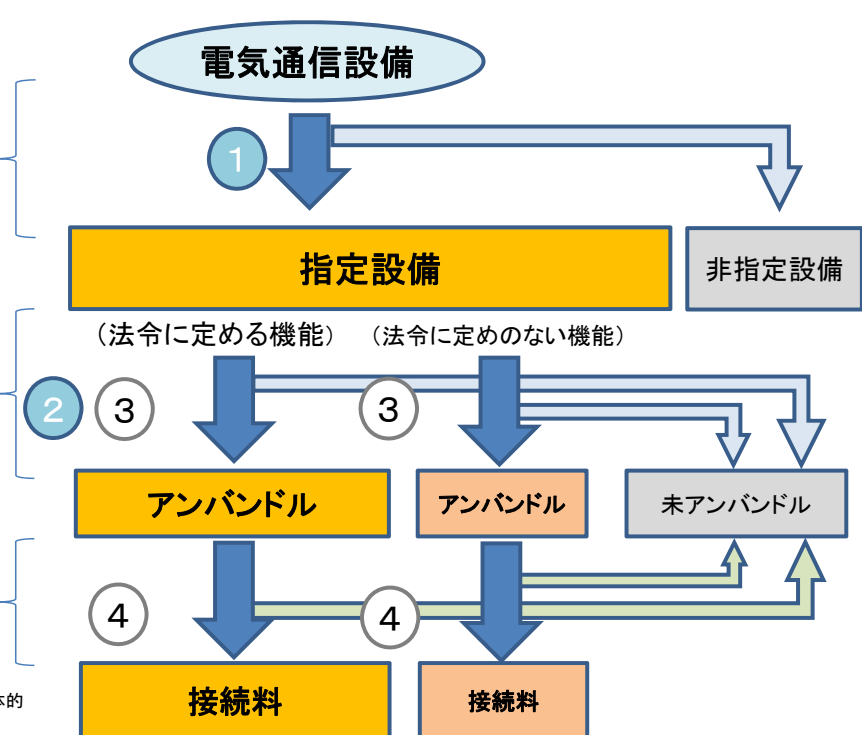 電気通信設備
1
指定設備
非指定設備
（法令に定める機能）
（法令に定めのない機能）
2
3
3
アンバンドル
アンバンドル
未アンバンドル
4
4
体的
接続料
接続料